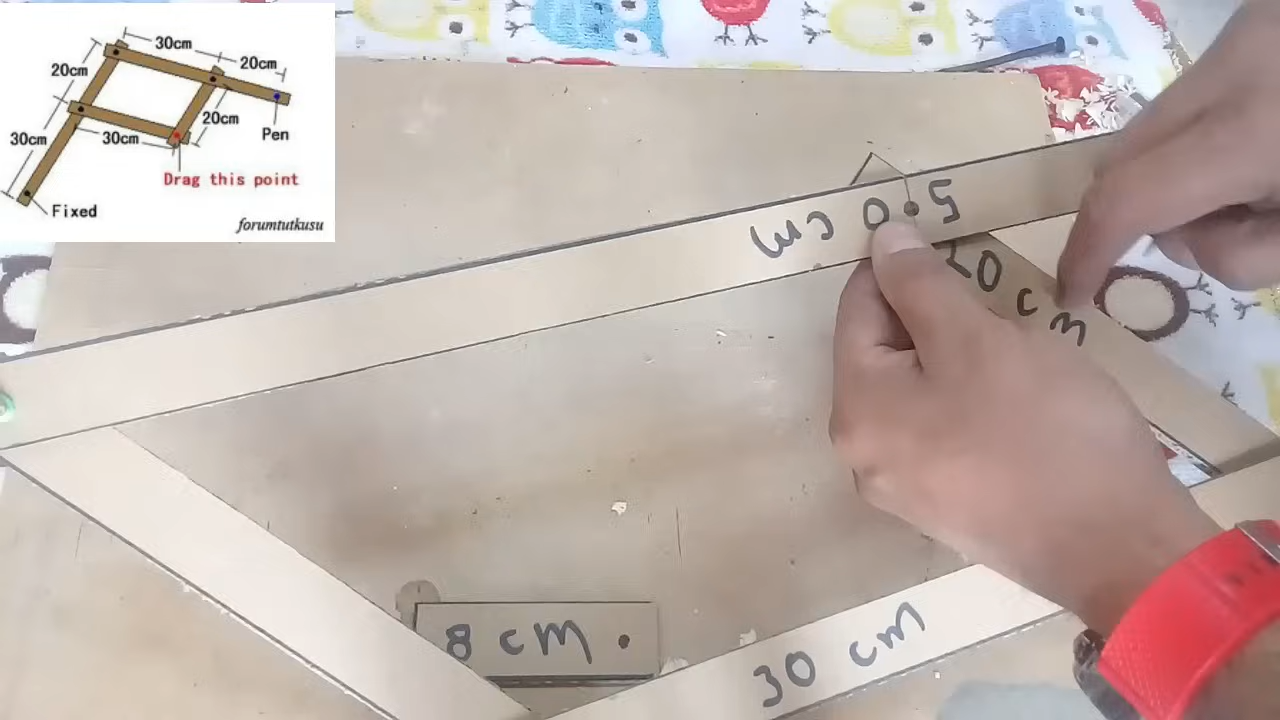 30cm
20cm
20cm
20cm
30cm
30cm
Pen
Drag this point
Fixed
forumtutkusu
50 cm
20 cm
8 cm.
30 cm